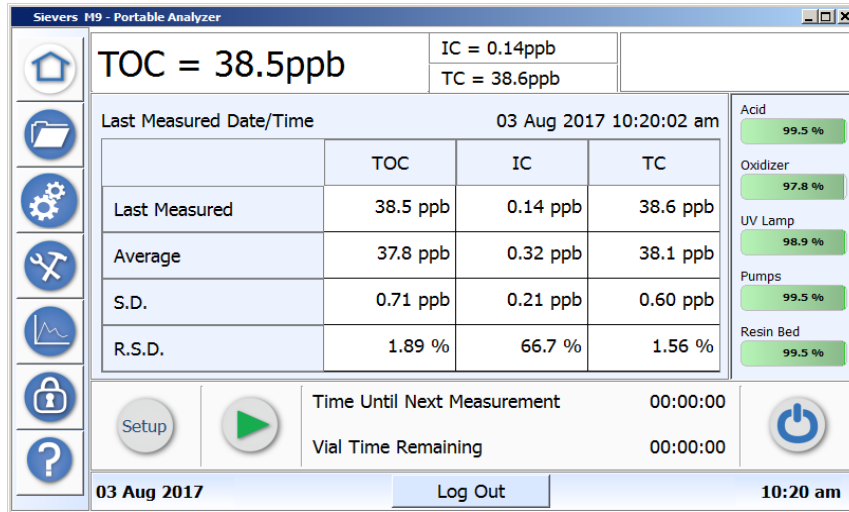 Sievers M9 - Portable Analyzer
TOC = 38.5ppb
IC = 0.14ppb
TC = 38.6ppb
Last Measured Date/Time 03 Aug 2017 10:20:02 am
TOC IC TC
Last Measured 38.5 ppb 0.14 ppb 38.6 ppb
Average 37.8 ppb 0.32 ppb 38.1 ppb
S.D. 0.71 ppb 0.21 ppb 0.60 ppb
R.S.D. 1.89 % 66.7 % 1.56 %
Acid
99.5 %
Oxidizer
97.8 %
UV Lamp
98.9 %
Pumps
99.5 %
Resin Bed
99.5 %
Setup
Time Until Next Measurement 00:00:00
Vial Time Remaining 00:00:00
?
03 Aug 2017 Log Out 10:20 am